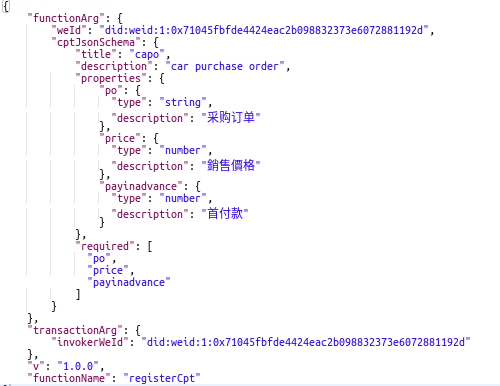 {
"functionArg": {
"weId": "did:weid:1:0x71045fbfde4424eac2b098832373e6072881192d",
"cptJsonSchema": {
"title": "capo",
"description": "car purchase order",
"properties": {
"po": {
"type": "string",
"description": "采购订单"
},
"price": {
"type": "number",
"description": "銷售價格"
},
"payinadvance": {
"type": "number",
"description": "首付款"
}
},
"required": [
"po",
"price",
"payinadvance"
]
}
},
"transactionArg": {
"invokerWeId": "did:weid:1:0x71045fbfde4424eac2b098832373e6072881192d"
},
"v": "1.0.0",
"functionName": "registerCpt"